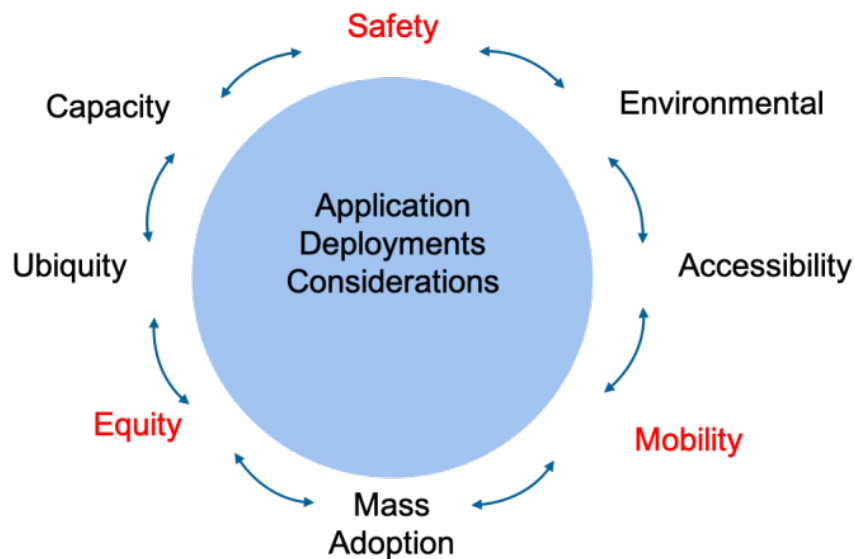 Safety
Capacity
Environmental
Application
Deployments
Considerations
Ubiquity
Accessibility
Equity
Mobility
Mass
Adoption